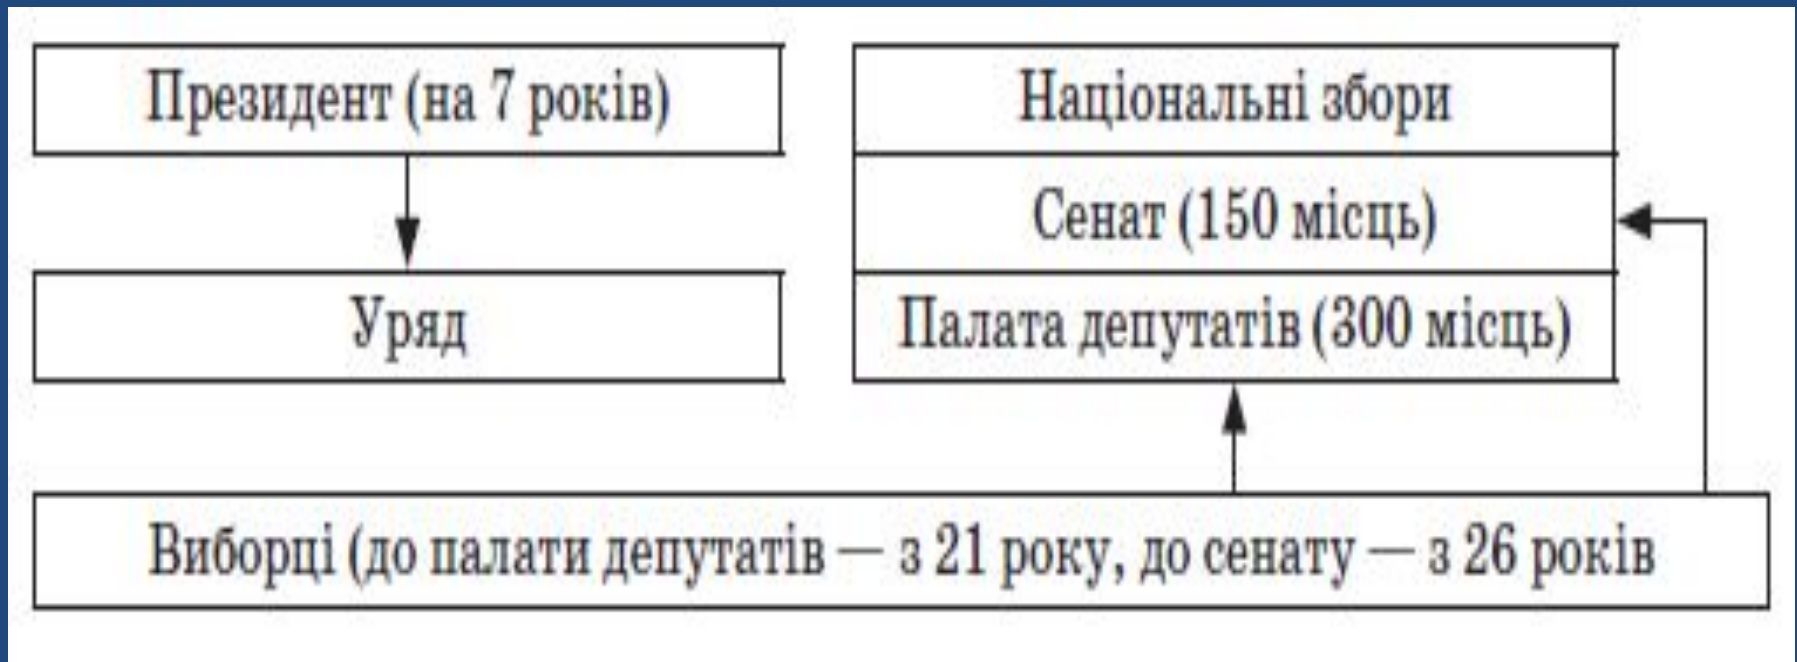 Президент (на 7 років)
Уряд
Національні збори
Сенат (150 місць)
Палата депутатів (300 місць)
Виборці (до палати депутатів — з 21 року, до сенату — з 26 років